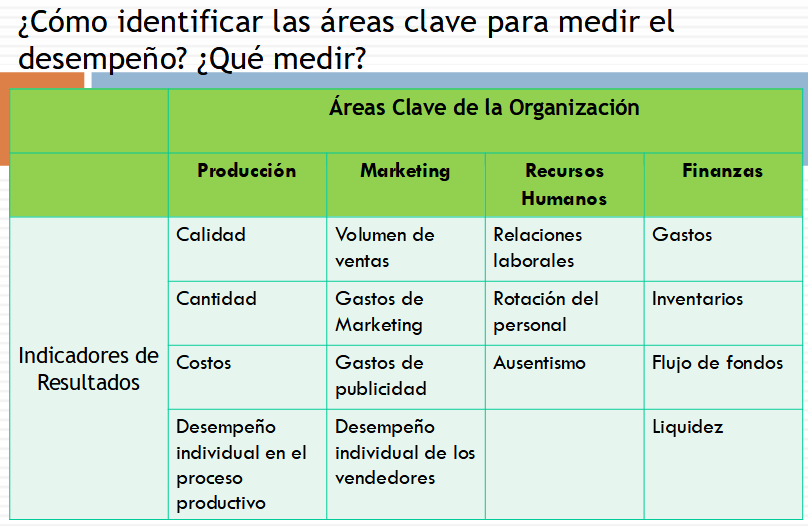 ¿Cómo identificar las áreas clave para medir el
desempeño? ¿Qué medir?
Áreas Clave de la Organización
Producción
Marketing
Recursos
Humanos
Finanzas
Indicadores de
Resultados
Calidad
Volumen de
ventas
Relaciones
laborales
Gastos
Cantidad
Gastos de
Marketing
Rotación del
personal
Inventarios
Costos
Gastos de
publicidad
Ausentismo
Flujo de fondos
Desempeño
individual en el
proceso
productivo
Desempeño
individual de los
vendedores
Liquidez